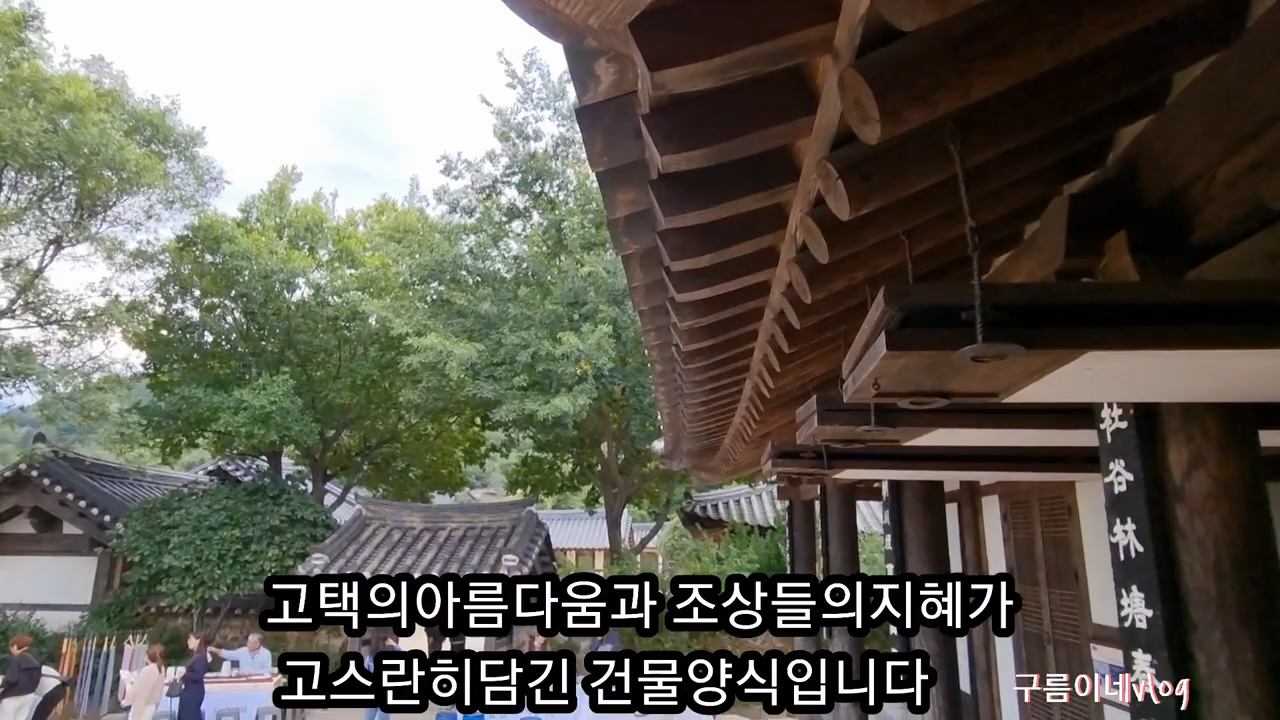 牡谷林塘春
고택의아름다움과 조상들의지혜가
고스란히담긴 건물양식입니다
구름이네vlog